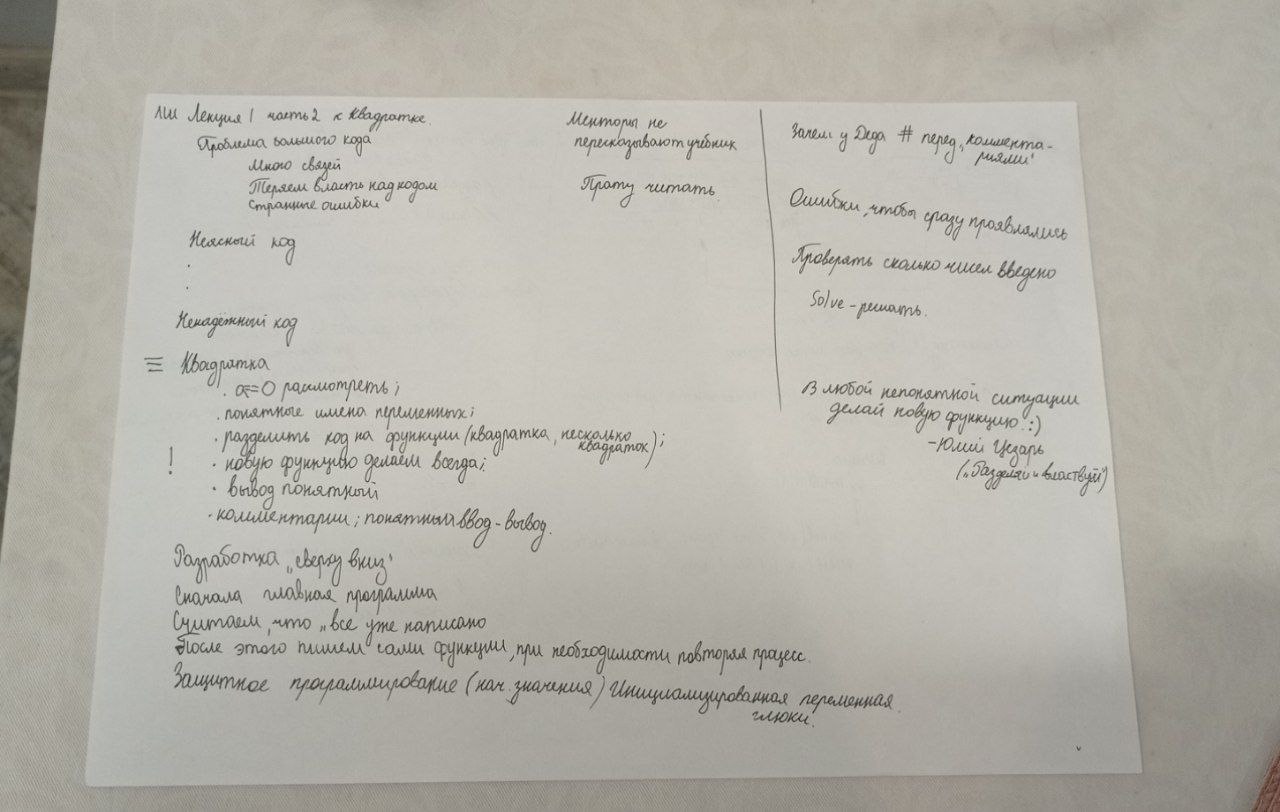 ЛШ Лекция 1 часть 2 к Квадратке.
Проблема большого кода
Много связей
Теряем власть над кодом
Странные ошибки
Неясный код
.
.
Ненадёжный код
Квадратка
. a==0 расмотреть;
. понятные имена переменных;
. разделить код на функции (квадратка, несколько
квадраток);
! . новую функцию делаем всегда;
. вывод понятный
. комментарии; понятный ввод-вывод.
Разработка „сверху вниз"
Сначала главная программа
Считаем, что „все уже написано
После этого пишем сами функции, при необходимости повторяя процесс.
Защитное программирование (нач. значения) Инициализированная переменная.
глюки.
Менторы не
пересказывают учебник
Прату читать.
Зачем у Деда # перед „коммента-
риями"
Ошибки, чтобы сразу проявлялись
Проверять сколько чисел введено
Solve - решать.
В любой непонятной ситуации
делай новую функцию :)
- Юлий Цезарь
(„Разделяй и властвуй")